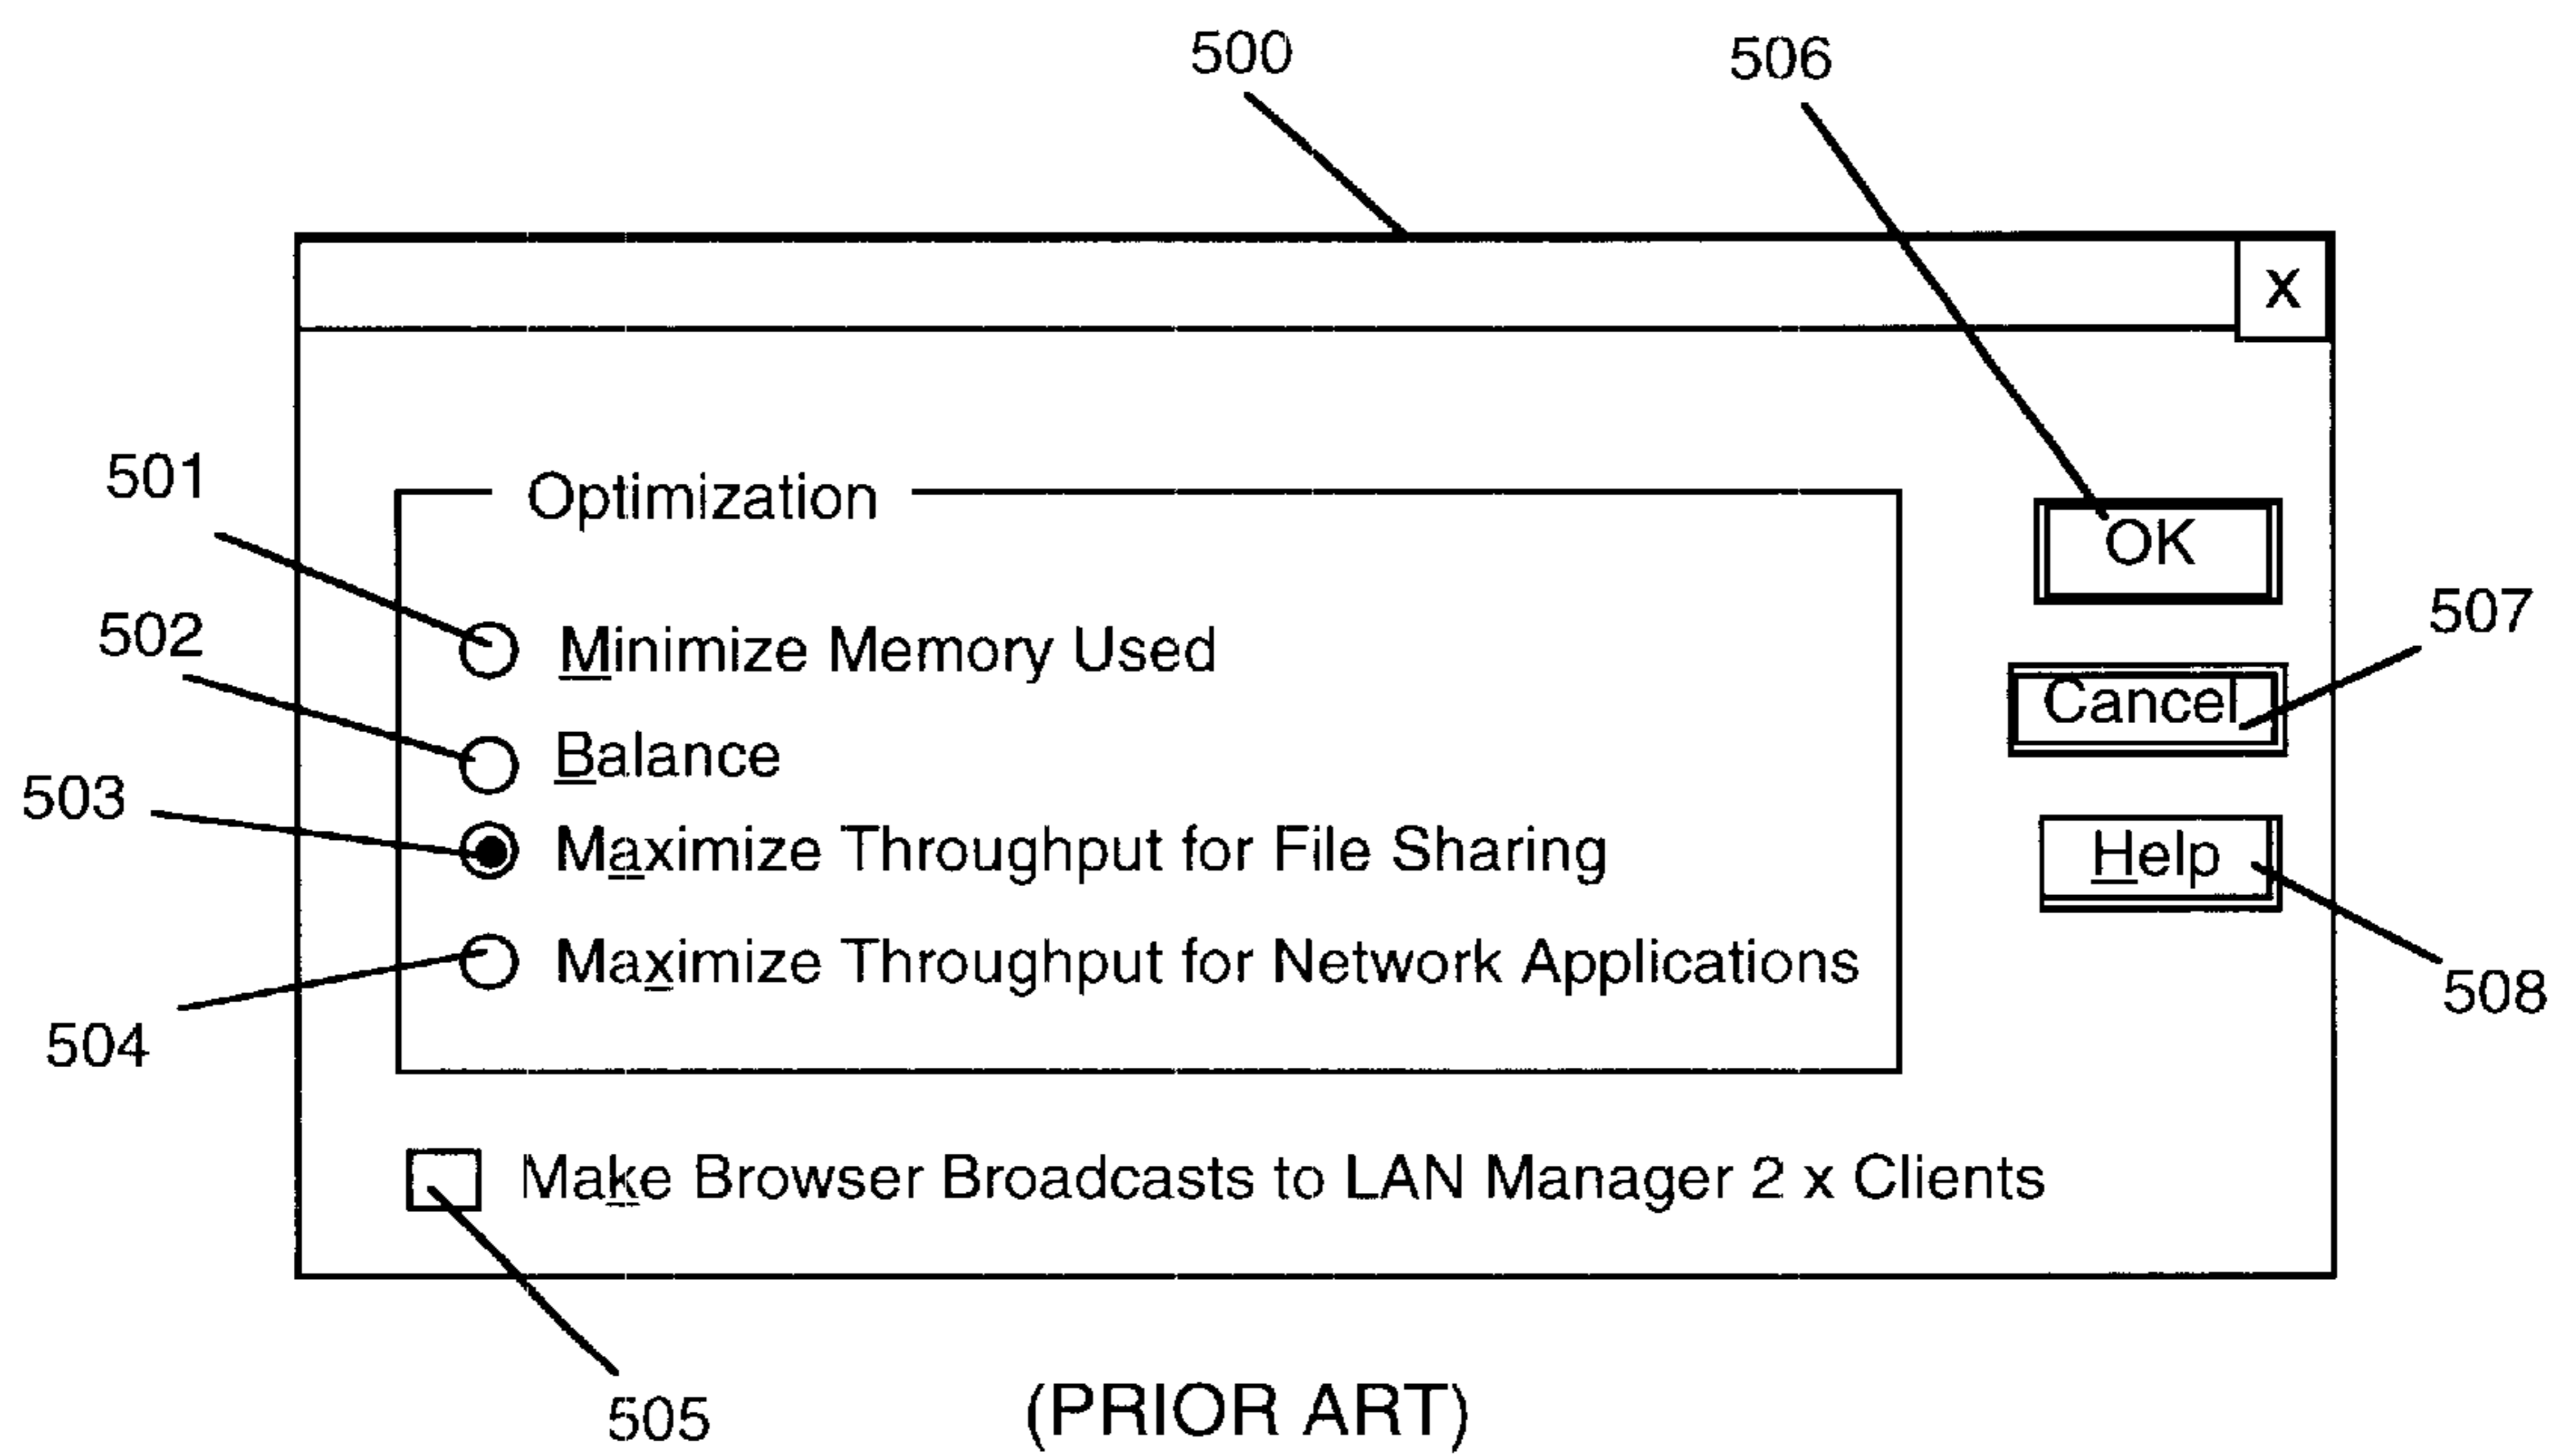 500
506
X
501
Optimization
OK
502
Minimize Memory Used
507
Cancel
Balance
503
Maximize Throughput for File Sharing
Help
504
Maximize Throughput for Network Applications
508
Make Browser Broadcasts to LAN Manager 2 x Clients
505
(PRIOR ART)